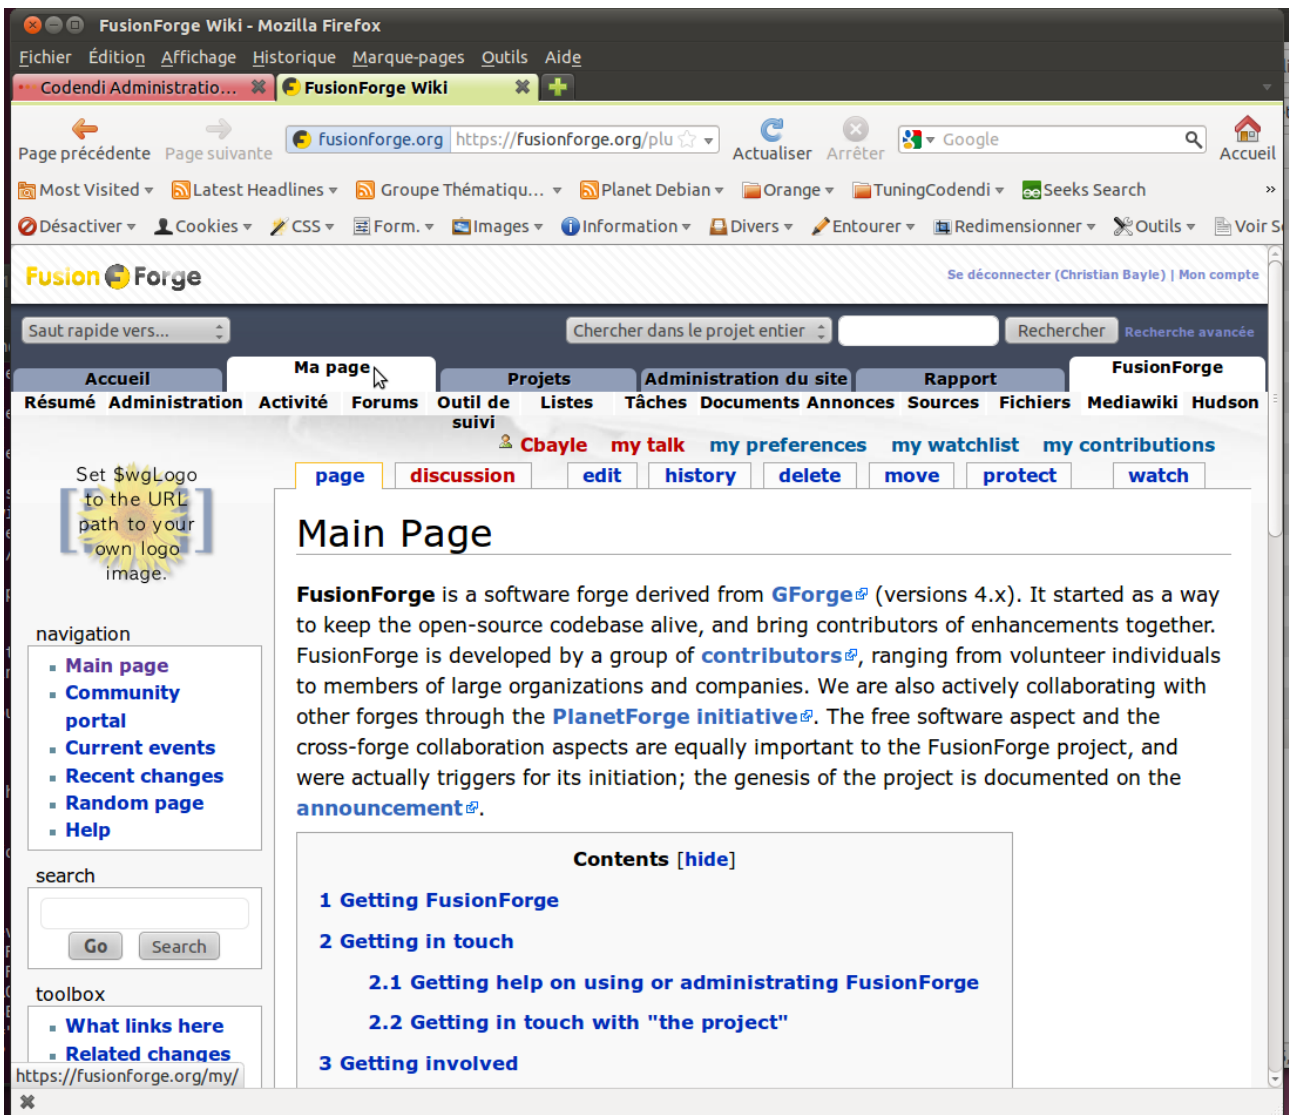 FusionForge Wiki - Mozilla Firefox
Fichier Édition Affichage Historique Marque-pages Outils Aide
Codendi Administratio... FusionForge Wiki
Page précédente Page suivante fusionforge.org https://fusionforge.org/plu Actualiser Arrêter Google Accueil
Most Visited Latest Headlines Groupe Thématiqu... Planet Debian Orange TuningCodendi Seeks Search »
Désactiver Cookies CSS Form. Images Information Divers Entourer Redimensionner Outils Voir S
Fusion Forge Se déconnecter (Christian Bayle) | Mon compte
Saut rapide vers... Chercher dans le projet entier Rechercher Recherche avancée
Accueil Ma page Projets Administration du site Rapport FusionForge
Résumé Administration Activité Forums Outil de suivi Listes Tâches Documents Annonces Sources Fichiers Mediawiki Hudson
Cbayle my talk my preferences my watchlist my contributions
page discussion edit history delete move protect watch
Set $wgLogo
to the URL
path to your
own logo
image.
navigation
Main page
Community
portal
Current events
Recent changes
Random page
Help
search
Go Search
toolbox
What links here
Related changes
https://fusionforge.org/my/
Main Page
FusionForge is a software forge derived from GForge (versions 4.x). It started as a way
to keep the open-source codebase alive, and bring contributors of enhancements together.
FusionForge is developed by a group of contributors, ranging from volunteer individuals
to members of large organizations and companies. We are also actively collaborating with
other forges through the PlanetForge initiative. The free software aspect and the
cross-forge collaboration aspects are equally important to the FusionForge project, and
were actually triggers for its initiation; the genesis of the project is documented on the
announcement.
Contents [hide]
1 Getting FusionForge
2 Getting in touch
2.1 Getting help on using or administrating FusionForge
2.2 Getting in touch with "the project"
3 Getting involved